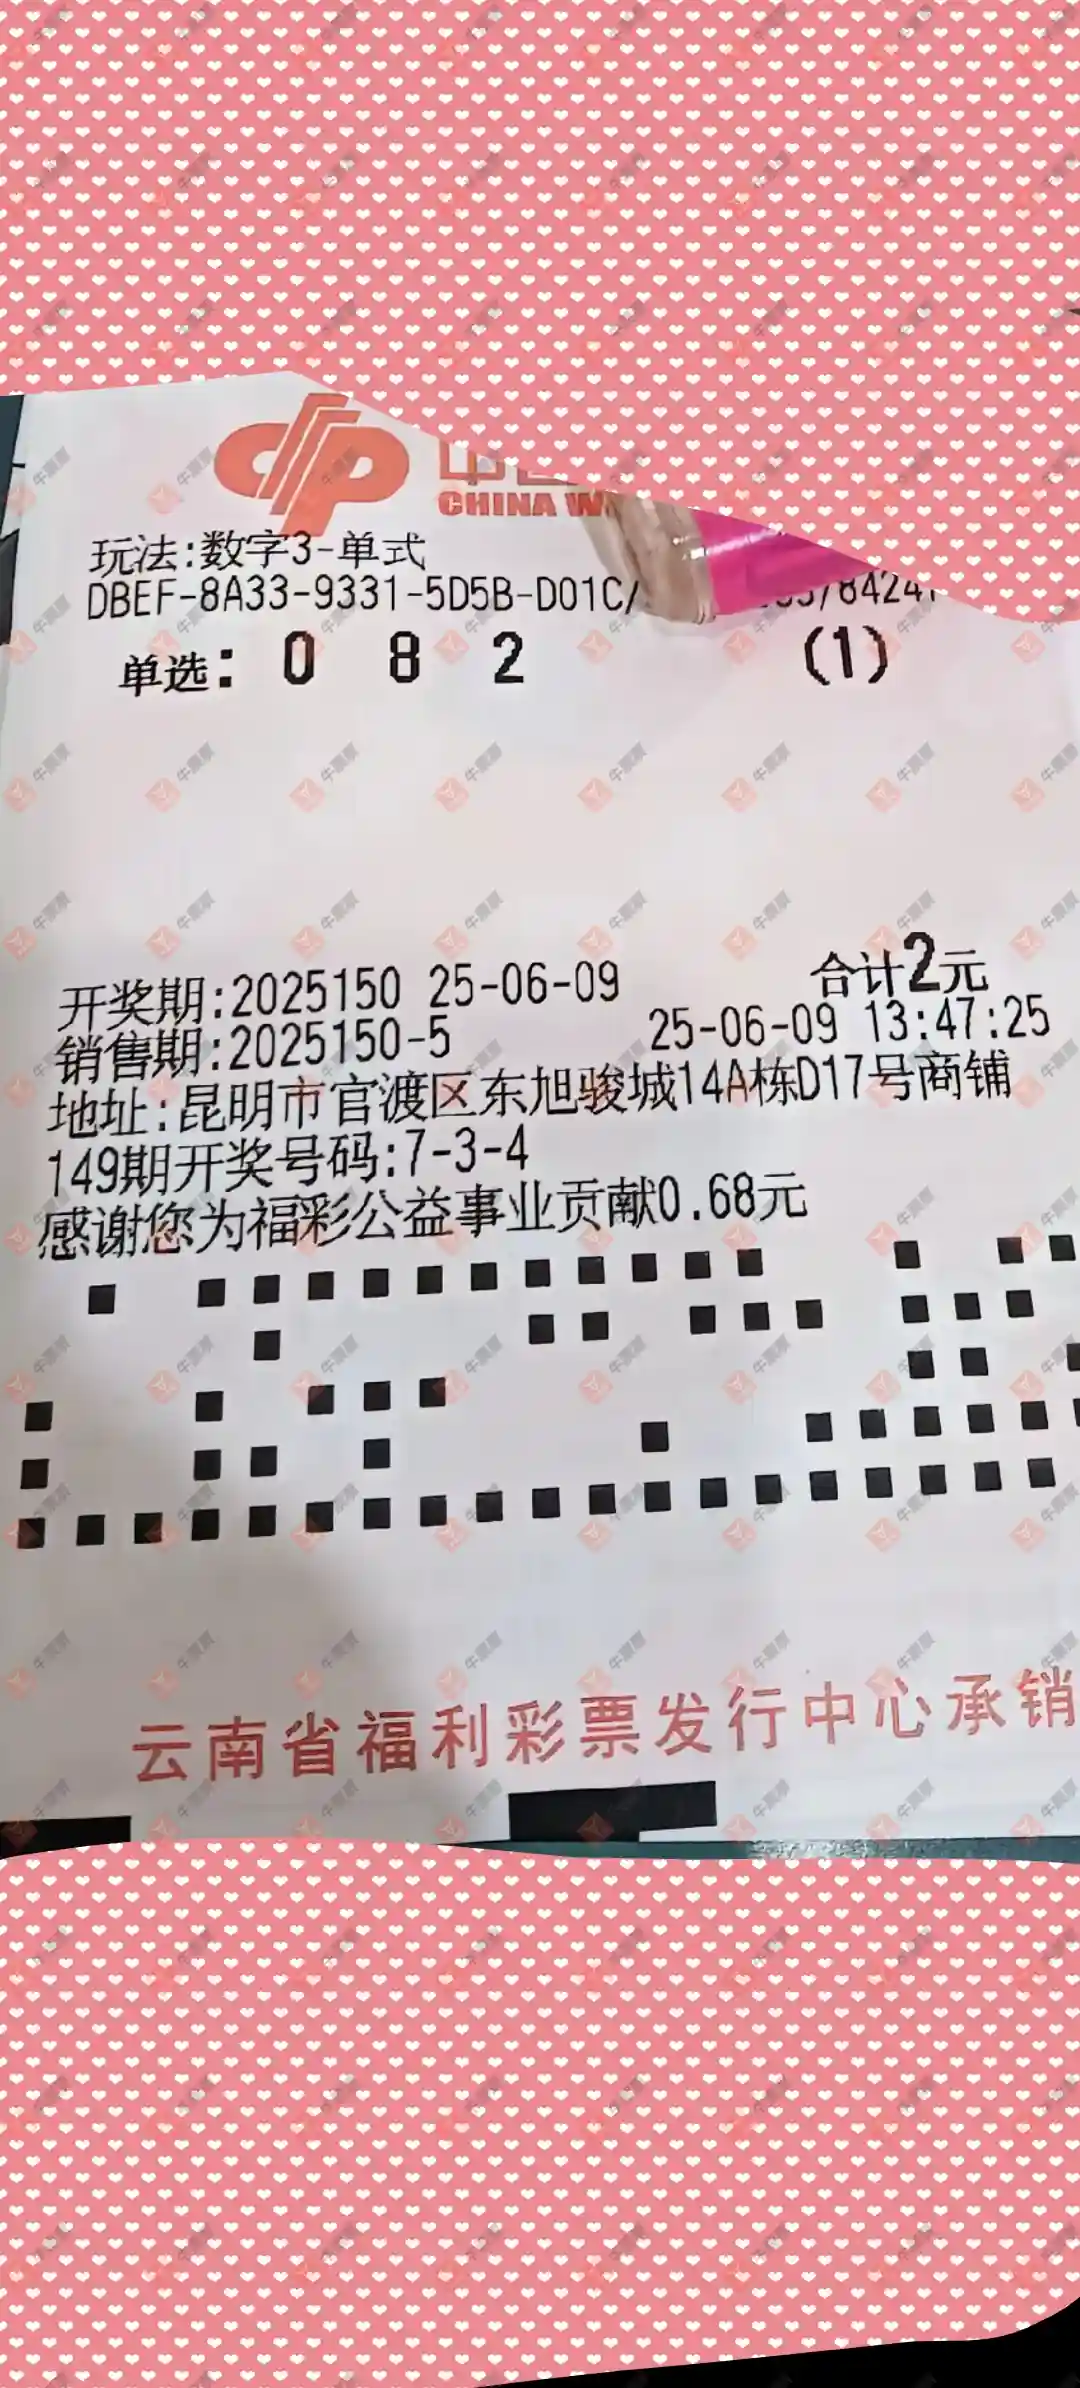 CHINA W
玩法:数字3-单式
DBEF-8A33-9331-5D5B-D01C/ 84241
单选: 0 8 2 (1)
合计2元
开奖期:2025150 25-06-09
销售期:2025150-5 25-06-09 13:47:25
地址:昆明市官渡区东旭骏城14A栋D17号商铺
149期开奖号码:7-3-4
感谢您为福彩公益事业贡献0.68元
云南省福利彩票发行中心承销